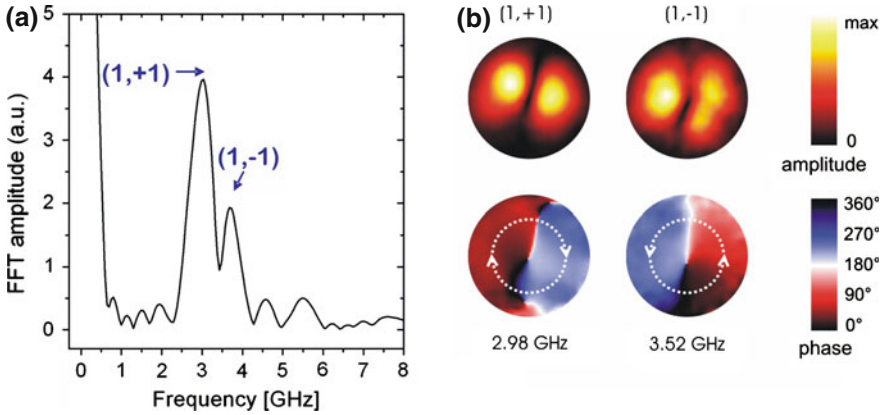 (a)
FFT amplitude (a.u.)
5
4
3
2
1
0
(1,+1)
(1,-1)
0 1 2 3 4 5 6 7 8
Frequency [GHz]
(b)
(1,+1) (1,-1)
max
0
amplitude
360°
270°
180°
90°
0°
phase
2.98 GHz 3.52 GHz